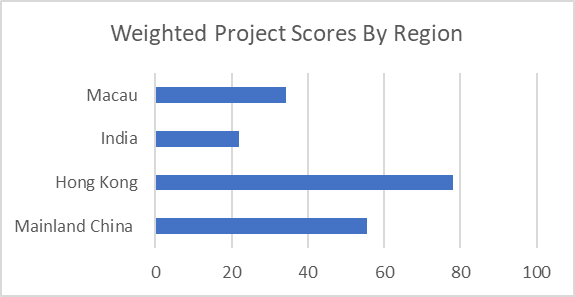 Weighted Project Scores By Region
Macau
India
Hong Kong
Mainland China
0 20 40 60 80 100